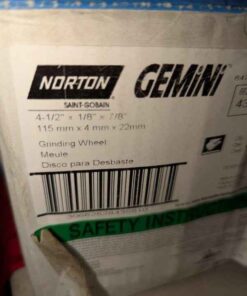 NORTON
GEMiNi
SAINT-GOBAIN
4-1/2" x 1/8" x 7/8"
115 mm x 4 mm x 22mm
Grinding Wheel
Meule
Disco para Desbaste
SAFETY